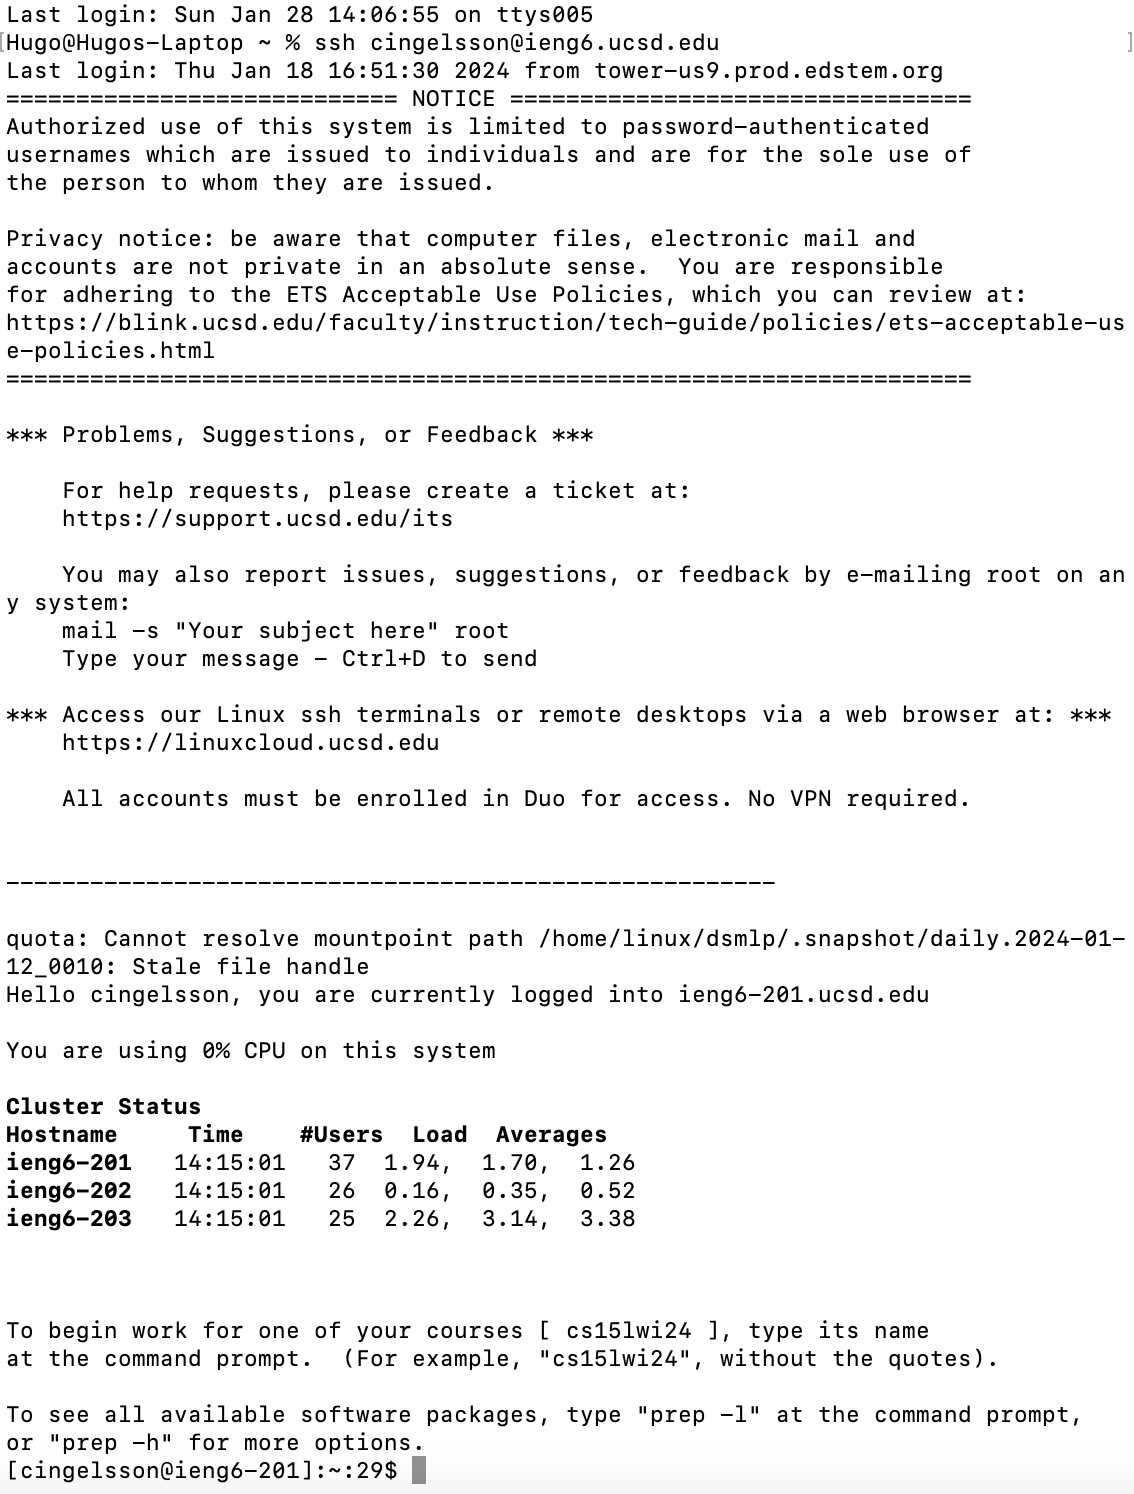 Last login: Sun Jan 28 14:06:55 on ttys005
[Hugo@Hugos-Laptop ~ % ssh cingelsson@ieng6.ucsd.edu ]
Last login: Thu Jan 18 16:51:30 2024 from tower-us9.prod.edstem.org
============================ NOTICE =================================
Authorized use of this system is limited to password-authenticated
usernames which are issued to individuals and are for the sole use of
the person to whom they are issued.

Privacy notice: be aware that computer files, electronic mail and
accounts are not private in an absolute sense.  You are responsible
for adhering to the ETS Acceptable Use Policies, which you can review at:
https://blink.ucsd.edu/faculty/instruction/tech-guide/policies/ets-acceptable-us
e-policies.html
=====================================================================

*** Problems, Suggestions, or Feedback ***

    For help requests, please create a ticket at:
    https://support.ucsd.edu/its

    You may also report issues, suggestions, or feedback by e-mailing root on an
y system:
    mail -s "Your subject here" root
    Type your message - Ctrl+D to send

*** Access our Linux ssh terminals or remote desktops via a web browser at: ***
    https://linuxcloud.ucsd.edu

    All accounts must be enrolled in Duo for access. No VPN required.

-------------------------------------------------------

quota: Cannot resolve mountpoint path /home/linux/dsmlp/.snapshot/daily.2024-01-
12_0010: Stale file handle
Hello cingelsson, you are currently logged into ieng6-201.ucsd.edu

You are using 0% CPU on this system

Cluster Status
Hostname     Time    #Users  Load  Averages
ieng6-201   14:15:01   37  1.94,  1.70,  1.26
ieng6-202   14:15:01   26  0.16,  0.35,  0.52
ieng6-203   14:15:01   25  2.26,  3.14,  3.38

To begin work for one of your courses [ cs15lwi24 ], type its name
at the command prompt.  (For example, "cs15lwi24", without the quotes).

To see all available software packages, type "prep -l" at the command prompt,
or "prep -h" for more options.
[cingelsson@ieng6-201]:~:29$